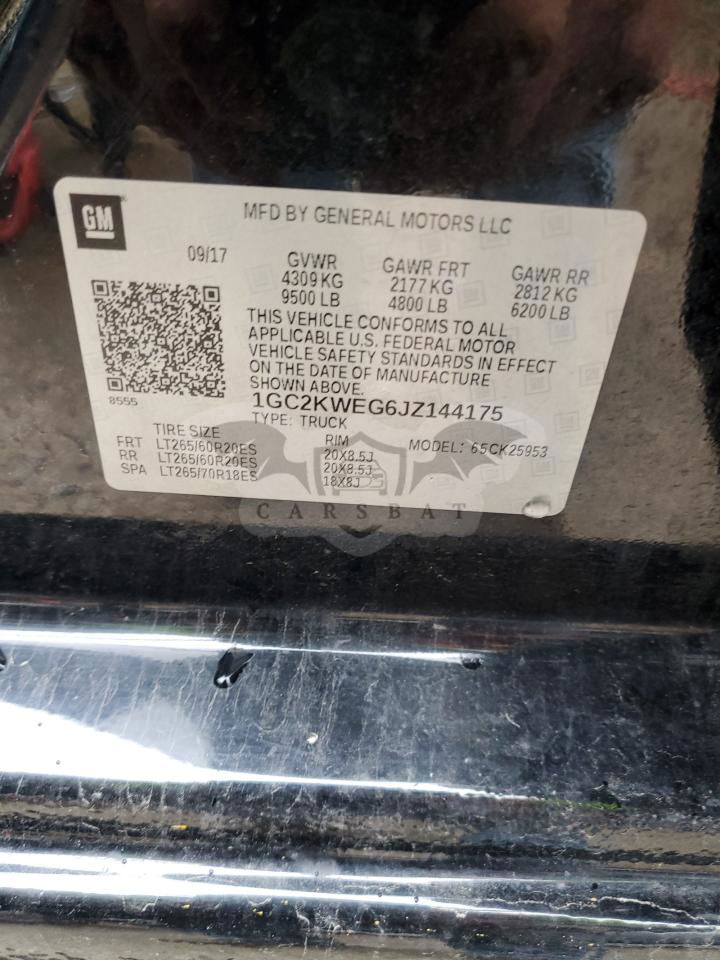 GM
MFD BY GENERAL MOTORS LLC
09/17
GVWR GAWR FRT GAWR RR
4309 KG 2177 KG 2812 KG
9500 LB 4800 LB 6200 LB
THIS VEHICLE CONFORMS TO ALL
APPLICABLE U.S. FEDERAL MOTOR
VEHICLE SAFETY STANDARDS IN EFFECT
ON THE DATE OF MANUFACTURE
SHOWN ABOVE.
8555
1GC2KWEG6JZ144175
TYPE: TRUCK
TIRE SIZE RIM MODEL: 65CK25953
FRT LT265/60R20ES 20X8.5J
RR LT265/60R20ES 20X8.5J
SPA LT265/70R18ES 18X8J
CARSBAT